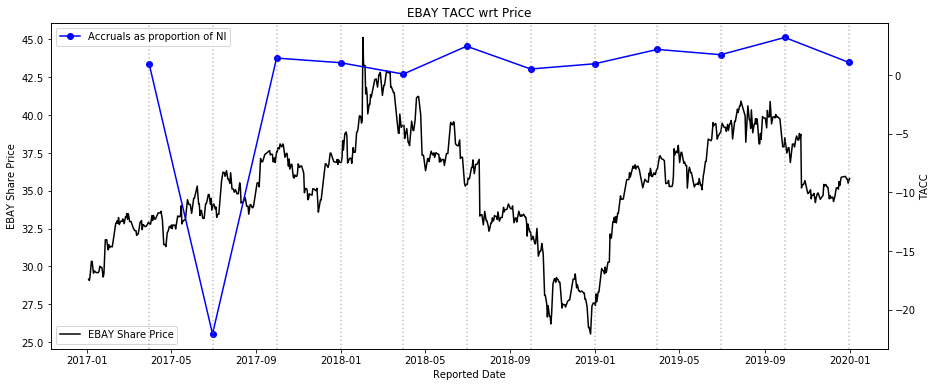 EBAY TACC wrt Price
Accruals as proportion of NI
45.0
42.5
40.0
37.5
35.0
32.5
30.0
27.5
25.0
EBAY Share Price
0
−5
−10
−15
−20
TACC
EBAY Share Price
2017-01 2017-05 2017-09 2018-01 2018-05 2018-09 2019-01 2019-05 2019-09 2020-01
Reported Date